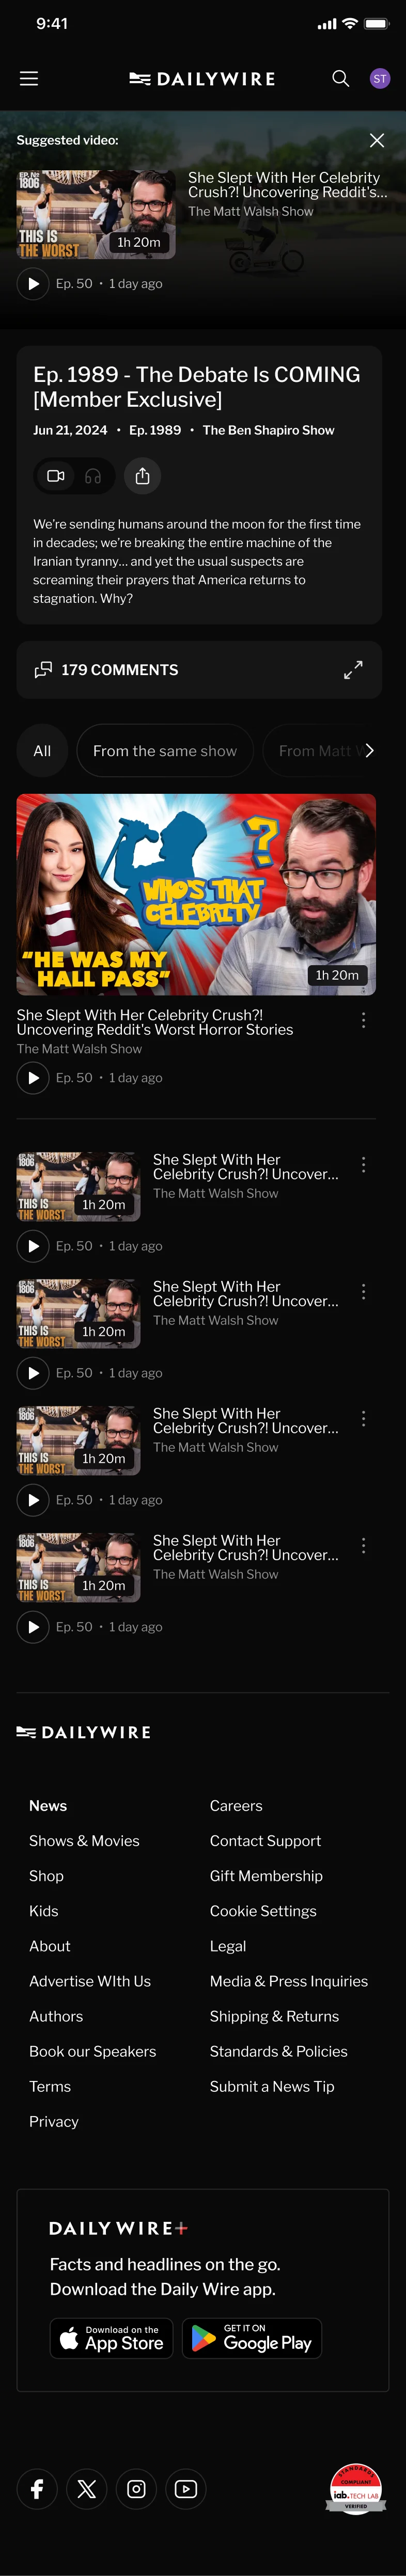 9:41
DAILYWIRE
ST
Suggested video:
EP. Nº
1806
THIS IS
THE WORST
1h 20m
She Slept With Her Celebrity
Crush?! Uncovering Reddit's...
The Matt Walsh Show
Ep. 50 • 1 day ago
Ep. 1989 - The Debate Is COMING
[Member Exclusive]
Jun 21, 2024 • Ep. 1989 • The Ben Shapiro Show
We're sending humans around the moon for the first time
in decades; we're breaking the entire machine of the
Iranian tyranny... and yet the usual suspects are
screaming their prayers that America returns to
stagnation. Why?
179 COMMENTS
All
From the same show
From Matt W
WHO'S THAT
CELEBRITY
?
"HE WAS MY
HALL PASS"
1h 20m
She Slept With Her Celebrity Crush?!
Uncovering Reddit's Worst Horror Stories
The Matt Walsh Show
Ep. 50 • 1 day ago
EP. Nº
1806
THIS IS
THE WORST
1h 20m
She Slept With Her
Celebrity Crush?! Uncover...
The Matt Walsh Show
Ep. 50 • 1 day ago
EP. Nº
1806
THIS IS
THE WORST
1h 20m
She Slept With Her
Celebrity Crush?! Uncover...
The Matt Walsh Show
Ep. 50 • 1 day ago
EP. Nº
1806
THIS IS
THE WORST
1h 20m
She Slept With Her
Celebrity Crush?! Uncover...
The Matt Walsh Show
Ep. 50 • 1 day ago
EP. Nº
1806
THIS IS
THE WORST
1h 20m
She Slept With Her
Celebrity Crush?! Uncover...
The Matt Walsh Show
Ep. 50 • 1 day ago
DAILYWIRE
News
Shows & Movies
Shop
Kids
About
Advertise WIth Us
Authors
Book our Speakers
Terms
Privacy
Careers
Contact Support
Gift Membership
Cookie Settings
Legal
Media & Press Inquiries
Shipping & Returns
Standards & Policies
Submit a News Tip
DAILY WIRE+
Facts and headlines on the go.
Download the Daily Wire app.
Download on the
App Store
GET IT ON
Google Play
STANDARDS
COMPLIANT
iab.TECH LAB
VERIFIED